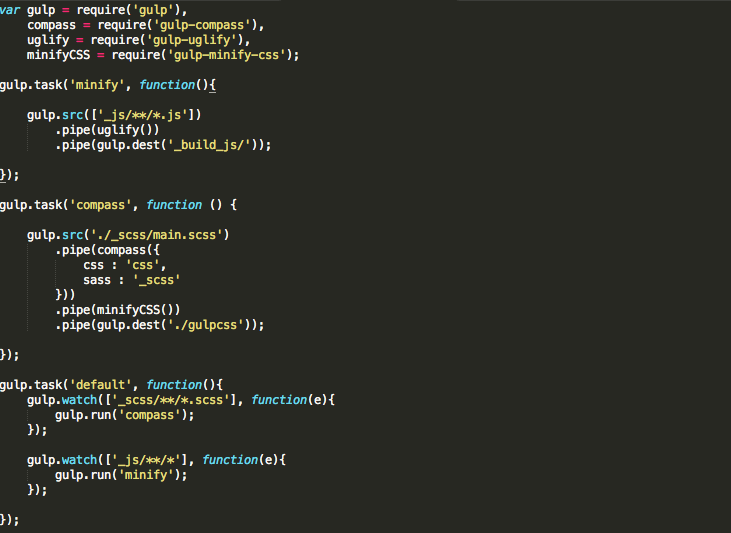 var gulp = require('gulp'),
    compass = require('gulp-compass'),
    uglify = require('gulp-uglify'),
    minifyCSS = require('gulp-minify-css');

gulp.task('minify', function(){

    gulp.src(['_js/**/*.js'])
        .pipe(uglify())
        .pipe(gulp.dest('_build_js/'));

});

gulp.task('compass', function () {

    gulp.src('./_scss/main.scss')
        .pipe(compass({
            css : 'css',
            sass : '_scss'
        }))
        .pipe(minifyCSS())
        .pipe(gulp.dest('./gulpcss'));

});

gulp.task('default', function(){
    gulp.watch(['_scss/**/*.scss'], function(e){
        gulp.run('compass');
    });

    gulp.watch(['_js/**/*'], function(e){
        gulp.run('minify');
    });

});